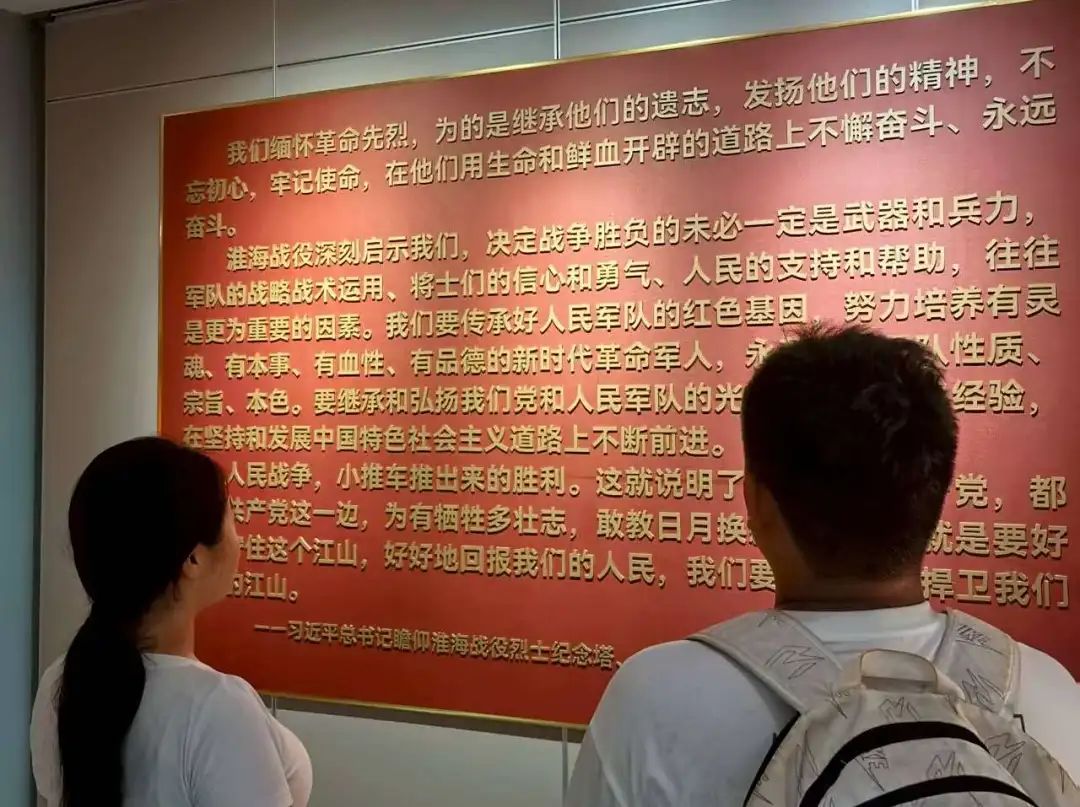 我们缅怀革命先烈，为的是继承他们的遗志，发扬他们的精神，不
忘初心，牢记使命，在他们用生命和鲜血开辟的道路上不懈奋斗、永远
奋斗。
淮海战役深刻启示我们，决定战争胜负的未必一定是武器和兵力，
军队的战略战术运用、将士们的信心和勇气、人民的支持和帮助，往往
是更为重要的因素。我们要传承好人民军队的红色基因，努力培养有灵
魂、有本事、有血性、有品德的新时代革命军人，永 队性质、
宗旨、本色。要继承和弘扬我们党和人民军队的光 经验，
在坚持和发展中国特色社会主义道路上不断前进。
人民战争，小推车推出来的胜利。这就说明了 党，都
共产党这一边，为有牺牲多壮志，敢教日月换 就是要好
住这个江山，好好地回报我们的人民，我们要 捍卫我们
的江山。
——习近平总书记瞻仰淮海战役烈士纪念塔、